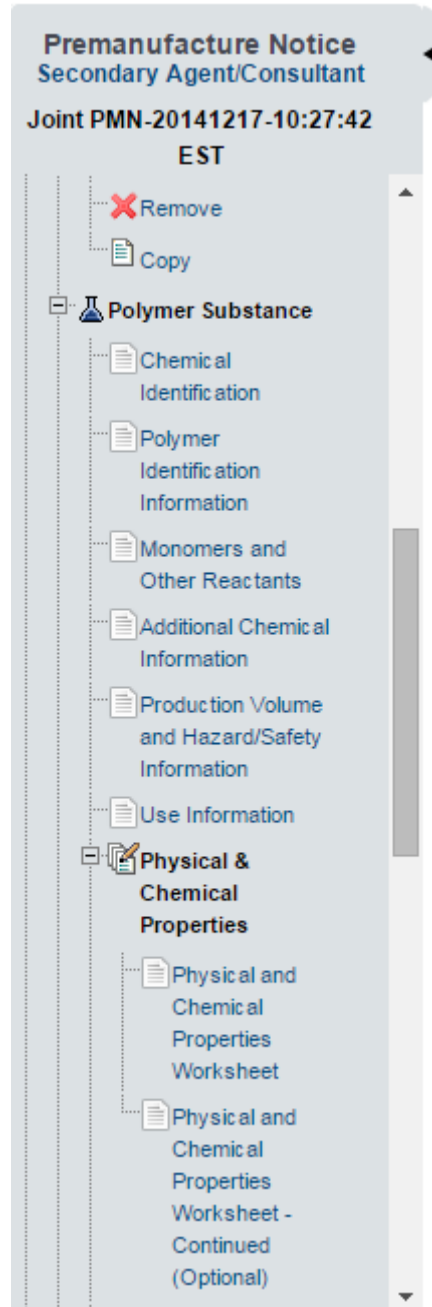 Premanufacture Notice
Secondary Agent/Consultant
Joint PMN-20141217-10:27:42
EST
Remove
Copy
Polymer Substance
Chemical
Identification
Polymer
Identification
Information
Monomers and
Other Reactants
Additional Chemical
Information
Production Volume
and Hazard/Safety
Information
Use Information
Physical &
Chemical
Properties
Physical and
Chemical
Properties
Worksheet
Physical and
Chemical
Properties
Worksheet -
Continued
(Optional)